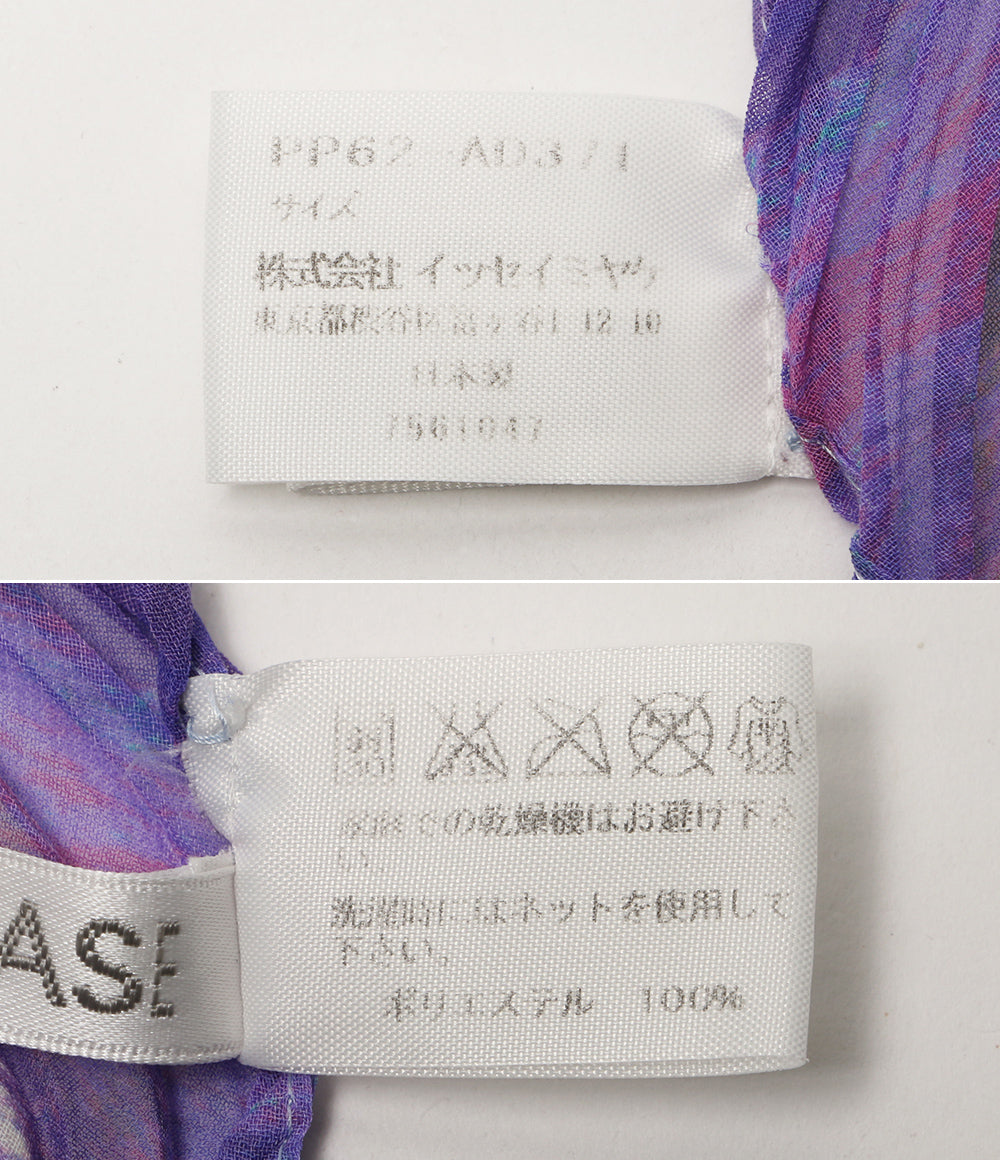 PP62-AD371
サイズ
株式会社 イッセイミヤケ
東京都渋谷区富ヶ谷1-12-10
日本製
7561047
の乾燥機はお避け下さ
い。
洗濯時にはネットを使用して
下さい。
ポリエステル 100%
ASE